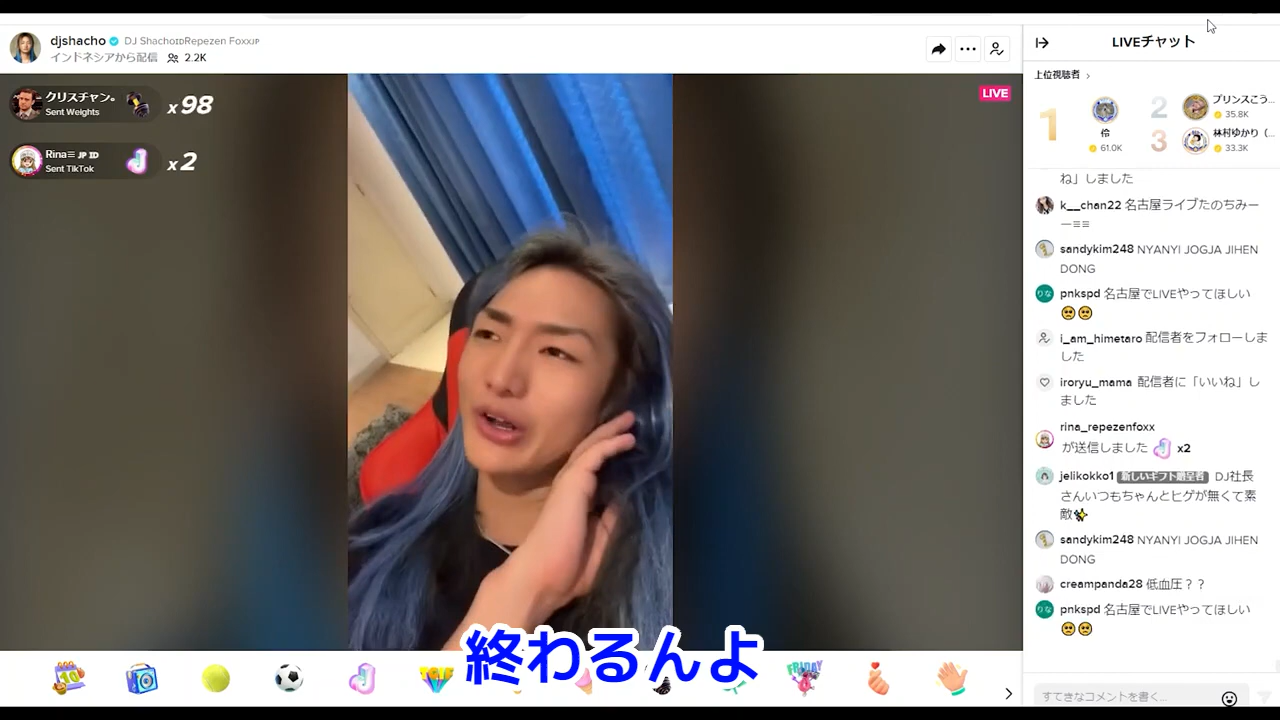 djshacho DJ Shacho Repezen Foxx
インドネシアから配信 2.2K
LIVE
クリスチャン。
Sent Weights
x98
Rina
Sent TikTok
x2
終わるんよ
LIVEチャット
上位視聴者
1
伶
61.0K
2
プリンスこう...
35.8K
3
林村ゆかり（...
33.3K
ね」しました
k__chan22 名古屋ライブたのちみー
ー
sandykim248 NYANYI JOGJA JIHEN
DONG
pnkspd 名古屋でLIVEやってほしい
🥺🥺
i_am_himetaro 配信者をフォローしま
した
iroryu_mama 配信者に「いいね」し
ました
rina_repezenfoxx
が送信しました x2
jelikokko1 新しいギフト贈呈者 DJ社長
さんいつもちゃんとヒゲが無くて素
敵✨
sandykim248 NYANYI JOGJA JIHEN
DONG
creampanda28 低血圧？？
pnkspd 名古屋でLIVEやってほしい
🥺🥺
すてきなコメントを書く...